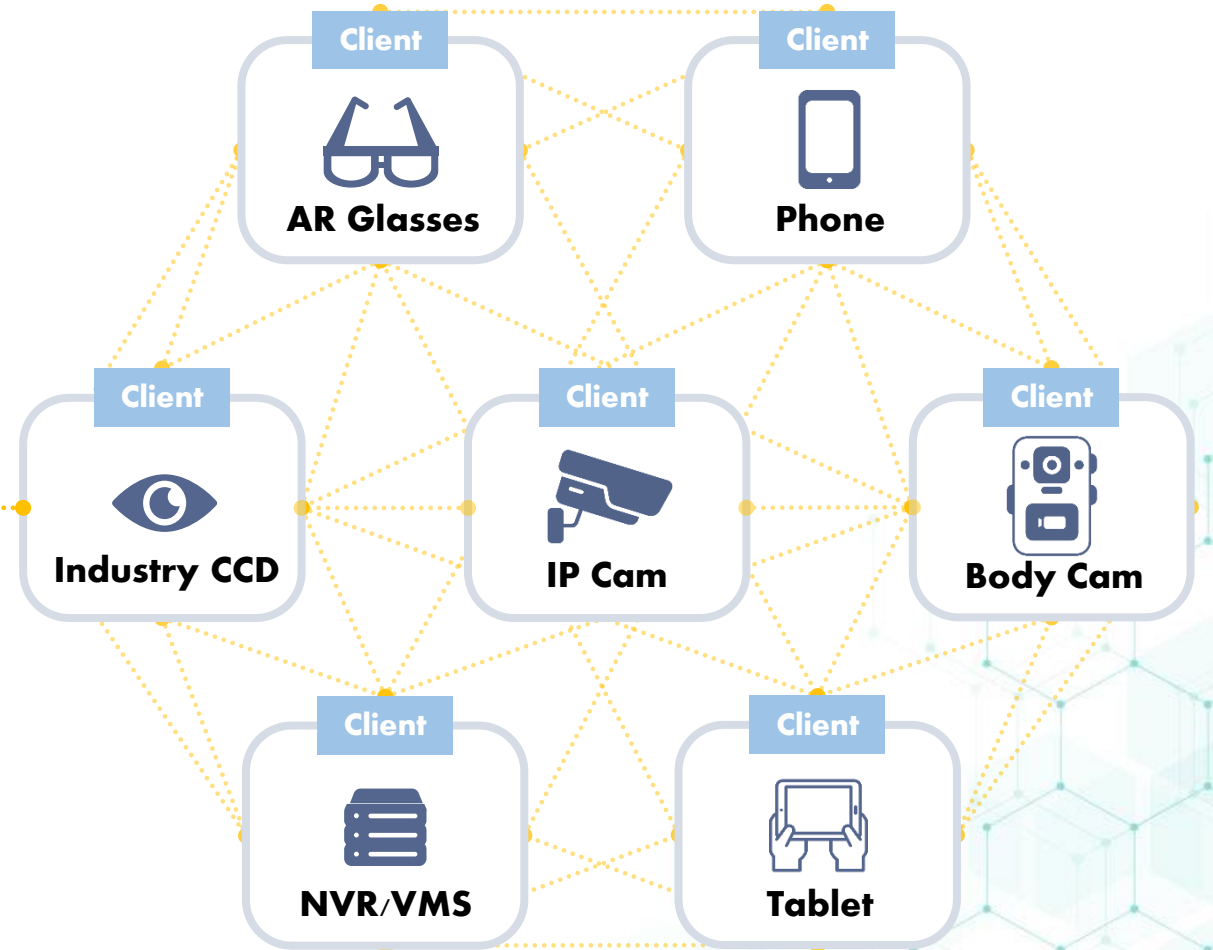 Client
AR Glasses
Client
Phone
Client
Industry CCD
Client
IP Cam
Client
Body Cam
Client
NVR/VMS
Client
Tablet